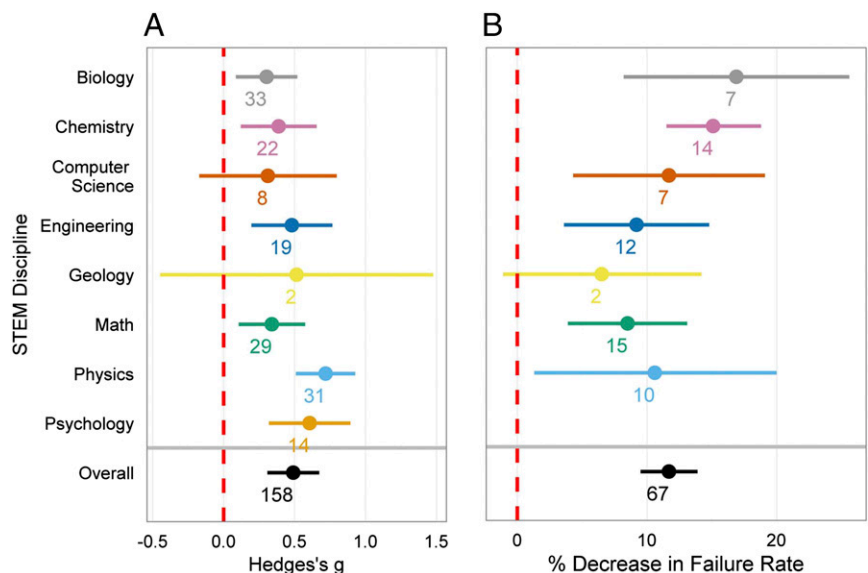 A
B
STEM Discipline
Biology
33
7
Chemistry
22
14
Computer
Science
8
7
Engineering
19
12
Geology
2
2
Math
29
15
Physics
31
10
Psychology
14
Overall
158
67
-0.5 0.0 0.5 1.0 1.5
0 10 20
Hedges's g
% Decrease in Failure Rate